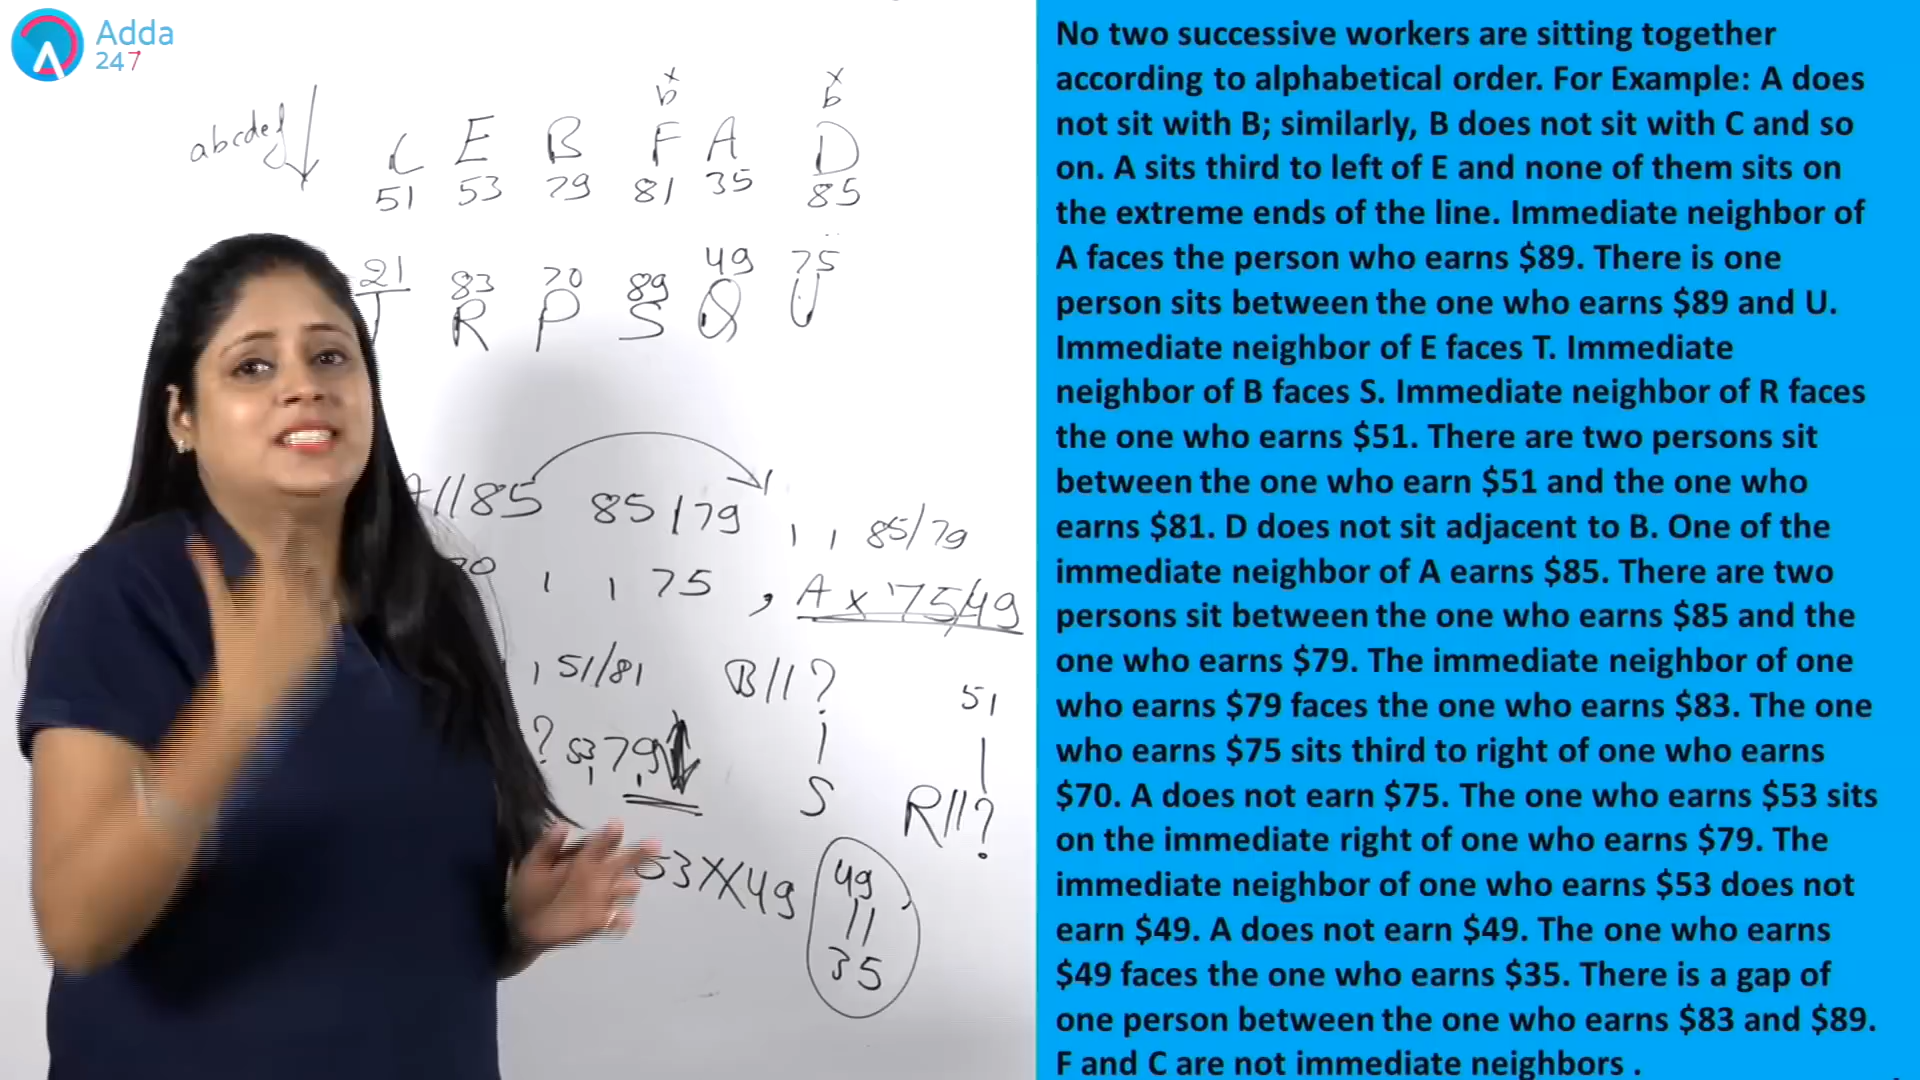 Adda
247
abcdef
x x
b b
C E B F A D
51 53 79 81 35 85
21 83 70 89 49 75
T R P S Q U
A//85 85/79 1
1 1 85/79
70 1 1 75 , A x 75/49
1 51/81 B//? 51
? 53 79
S R//?
53XX49 49
//
35
No two successive workers are sitting together
according to alphabetical order. For Example: A does
not sit with B; similarly, B does not sit with C and so
on. A sits third to left of E and none of them sits on
the extreme ends of the line. Immediate neighbor of
A faces the person who earns $89. There is one
person sits between the one who earns $89 and U.
Immediate neighbor of E faces T. Immediate
neighbor of B faces S. Immediate neighbor of R faces
the one who earns $51. There are two persons sit
between the one who earn $51 and the one who
earns $81. D does not sit adjacent to B. One of the
immediate neighbor of A earns $85. There are two
persons sit between the one who earns $85 and the
one who earns $79. The immediate neighbor of one
who earns $79 faces the one who earns $83. The one
who earns $75 sits third to right of one who earns
$70. A does not earn $75. The one who earns $53 sits
on the immediate right of one who earns $79. The
immediate neighbor of one who earns $53 does not
earn $49. A does not earn $49. The one who earns
$49 faces the one who earns $35. There is a gap of
one person between the one who earns $83 and $89.
F and C are not immediate neighbors .